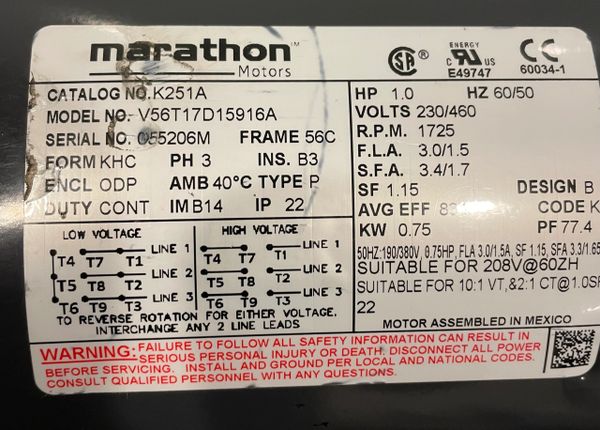 marathon™
Motors
CSA ®
ENERGY
C RU US
E49747
CE
60034-1
CATALOG NO. K251A
MODEL NO. V56T17D15916A
SERIAL NO. 055206M FRAME 56C
FORM KHC PH 3 INS. B3
ENCL ODP AMB 40°C TYPE P
DUTY CONT IM B14 IP 22
HP 1.0 HZ 60/50
VOLTS 230/460
R.P.M. 1725
F.L.A. 3.0/1.5
S.F.A. 3.4/1.7
SF 1.15 DESIGN B
AVG EFF CODE K
KW 0.75 PF 77.4
50HZ:190/380V, 0.75HP, FLA 3.0/1.5A, SF 1.15, SFA 3.3/1.65
SUITABLE FOR 208V@60ZH
SUITABLE FOR 10:1 VT,&2:1 CT@1.0SF
22
LOW VOLTAGE
T4 T7 T1 LINE 1
T5 T8 T2 LINE 2
T6 T9 T3 LINE 3
HIGH VOLTAGE
T4 T7 T1 LINE 1
T5 T8 T2 LINE 2
T6 T9 T3 LINE 3
TO REVERSE ROTATION FOR EITHER VOLTAGE,
INTERCHANGE ANY 2 LINE LEADS
MOTOR ASSEMBLED IN MEXICO
WARNING: FAILURE TO FOLLOW ALL SAFETY INFORMATION CAN RESULT IN
SERIOUS PERSONAL INJURY OR DEATH. DISCONNECT ALL POWER
BEFORE SERVICING. INSTALL AND GROUND PER LOCAL AND NATIONAL CODES.
CONSULT QUALIFIED PERSONNEL WITH ANY QUESTIONS.